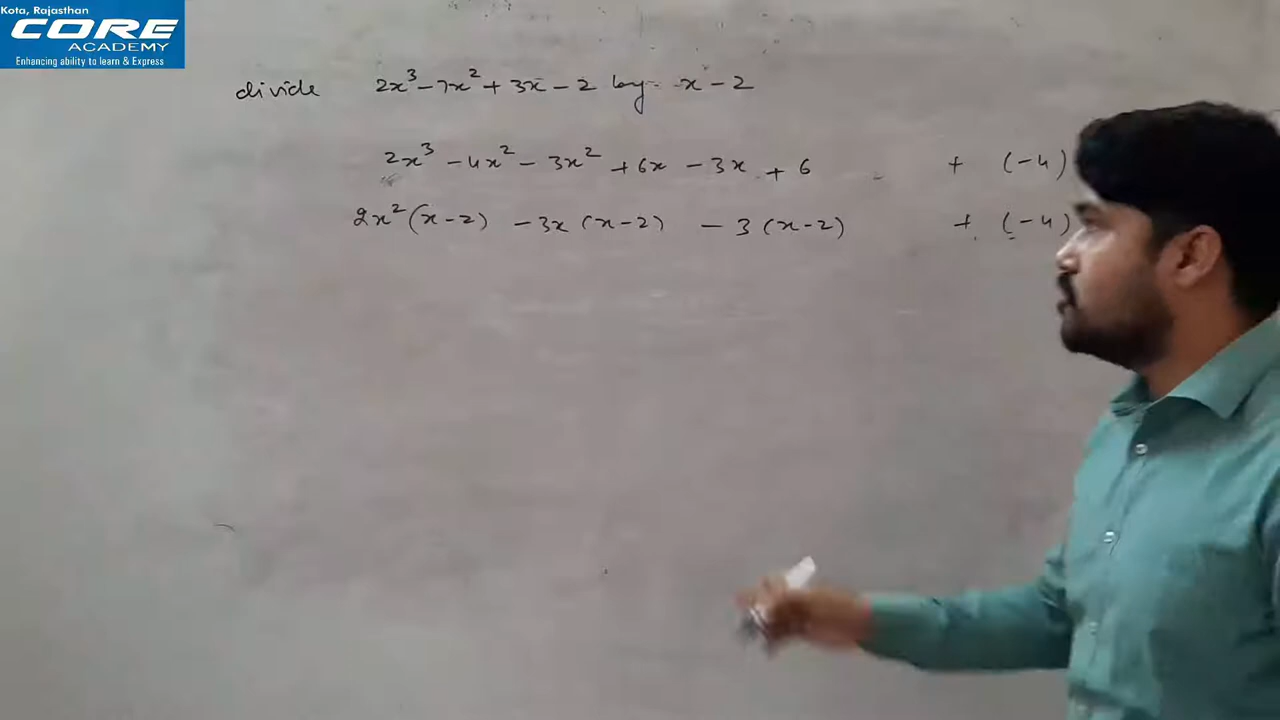 Kota, Rajasthan
CORE
ACADEMY
Enhancing ability to learn & Express
divide 2x³ - 7x² + 3x - 2 by x - 2
2x³ - 4x² - 3x² + 6x - 3x + 6 + (-4)
2x²(x-2) - 3x(x-2) - 3(x-2) + (-4)